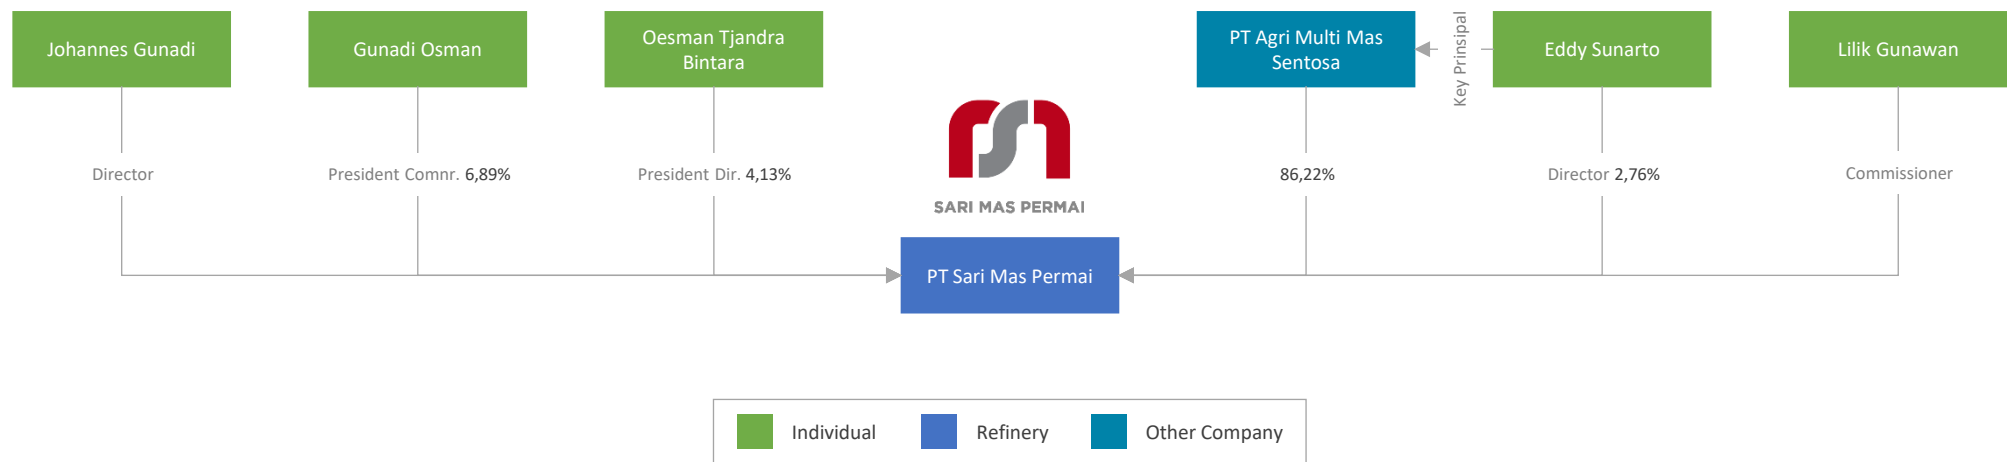 Johannes Gunadi
Gunadi Osman
Oesman Tjandra
Bintara
PT Agri Multi Mas
Sentosa
Key Prinsipal
Eddy Sunarto
Lilik Gunawan
Director
President Comnr. 6,89%
President Dir. 4,13%
86,22%
Director 2,76%
Commissioner
SARI MAS PERMAI
PT Sari Mas Permai
Individual
Refinery
Other Company